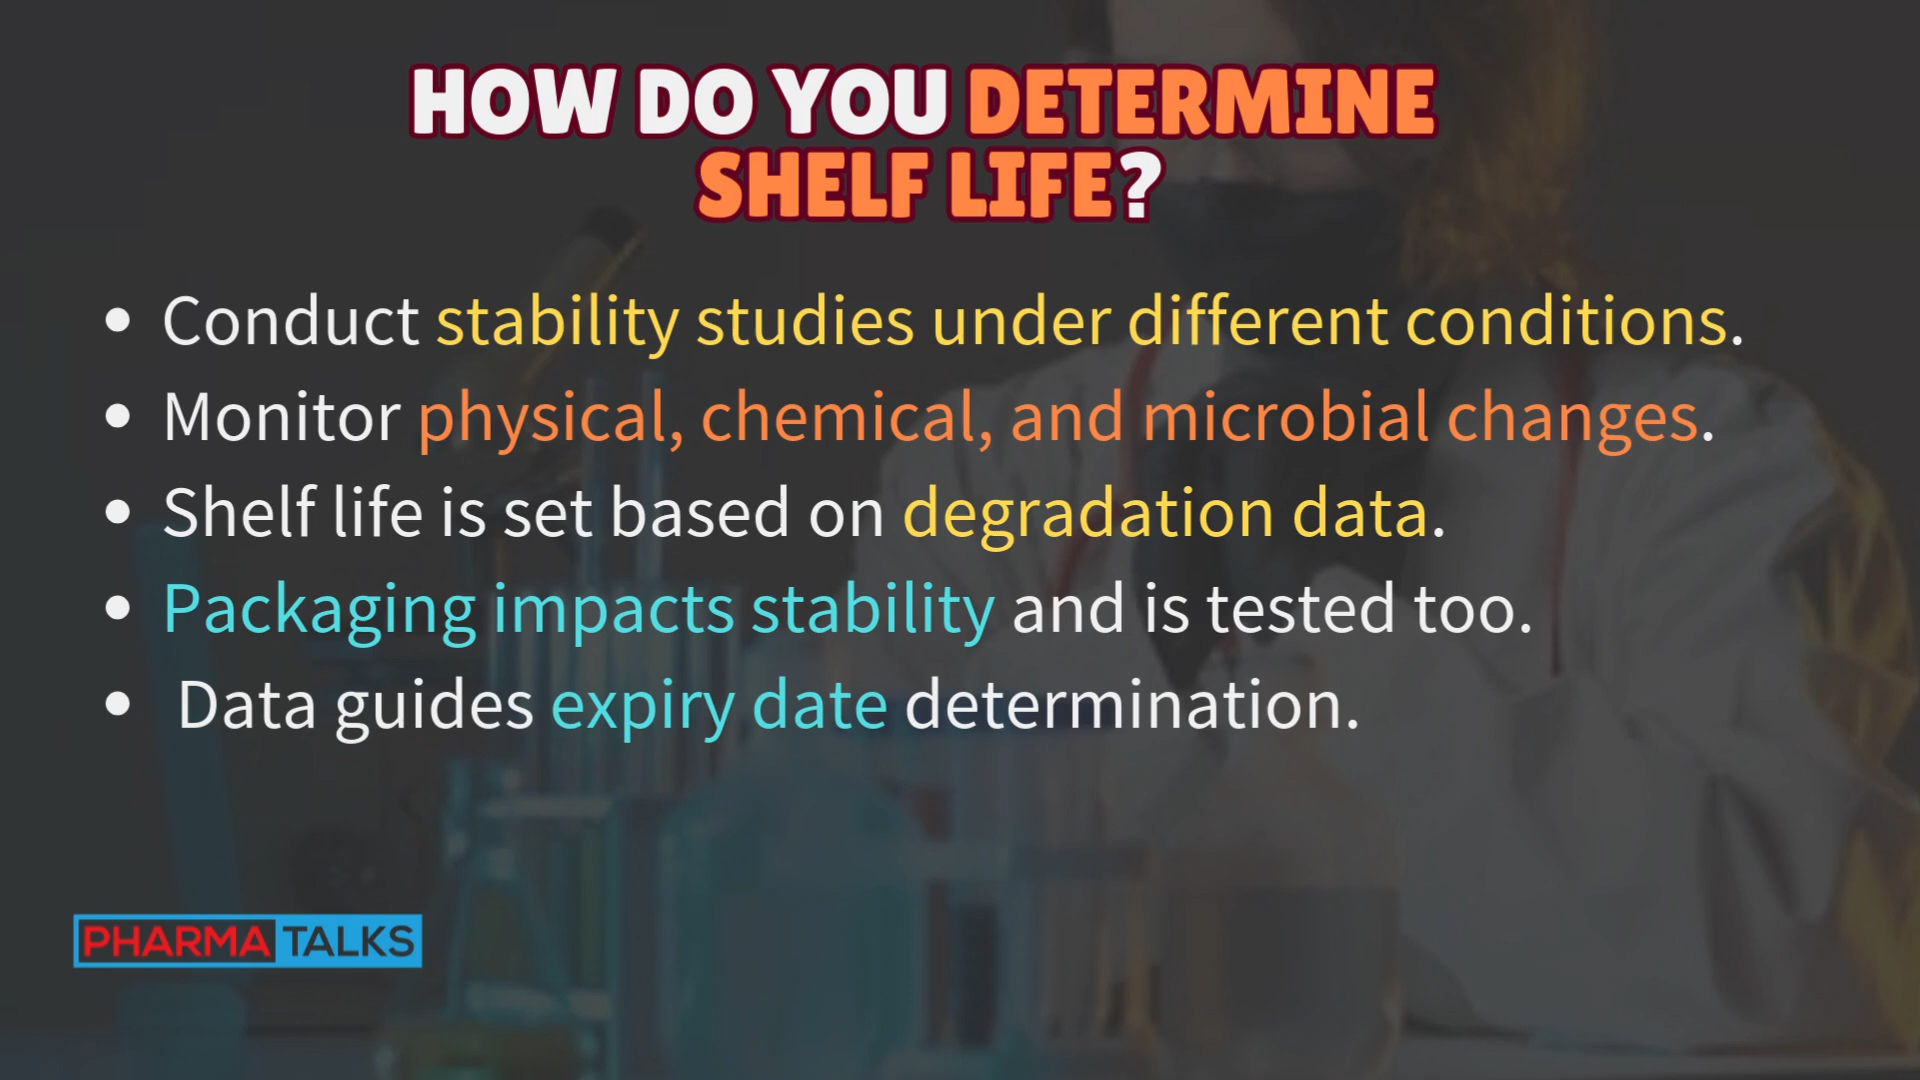 HOW DO YOU DETERMINE
SHELF LIFE?
• Conduct stability studies under different conditions.
• Monitor physical, chemical, and microbial changes.
• Shelf life is set based on degradation data.
• Packaging impacts stability and is tested too.
• Data guides expiry date determination.
PHARMA TALKS